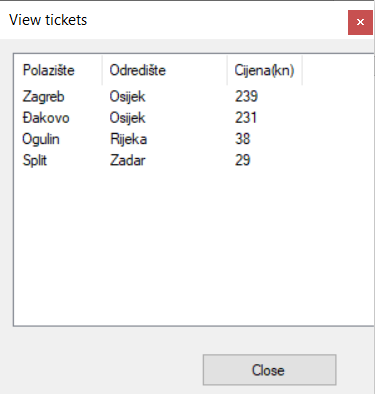 View tickets
Polazište Odredište Cijena(kn)
Zagreb Osijek 239
Đakovo Osijek 231
Ogulin Rijeka 38
Split Zadar 29
Close